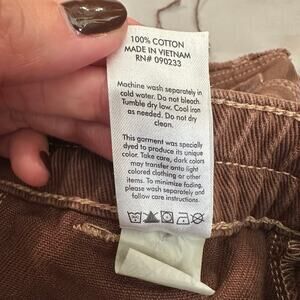 100% COTTON
MADE IN VIETNAM
RN# 090233
Machine wash separately in
cold water. Do not bleach.
Tumble dry low. Cool iron
as needed. Do not dry
clean.
This garment was specially
dyed to produce its unique
color. Take care, dark colors
may transfer onto light
colored clothing or other
items. To minimize fading,
please wash separately and
follow care instructions.